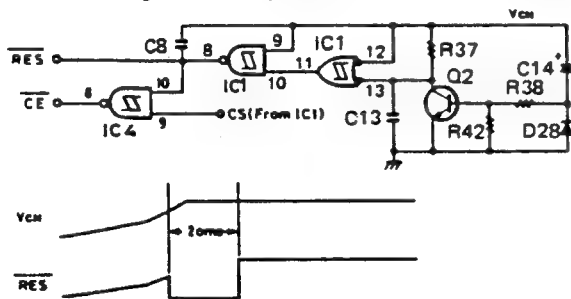 VCH
C8
IC1
12
R37
C14 +
RES
8
9
11
Q2
IC1
10
13
R38
10
CE
8
C13
R42
D28
IC4
9
CS(From IC1)
VCH
20ms
RES